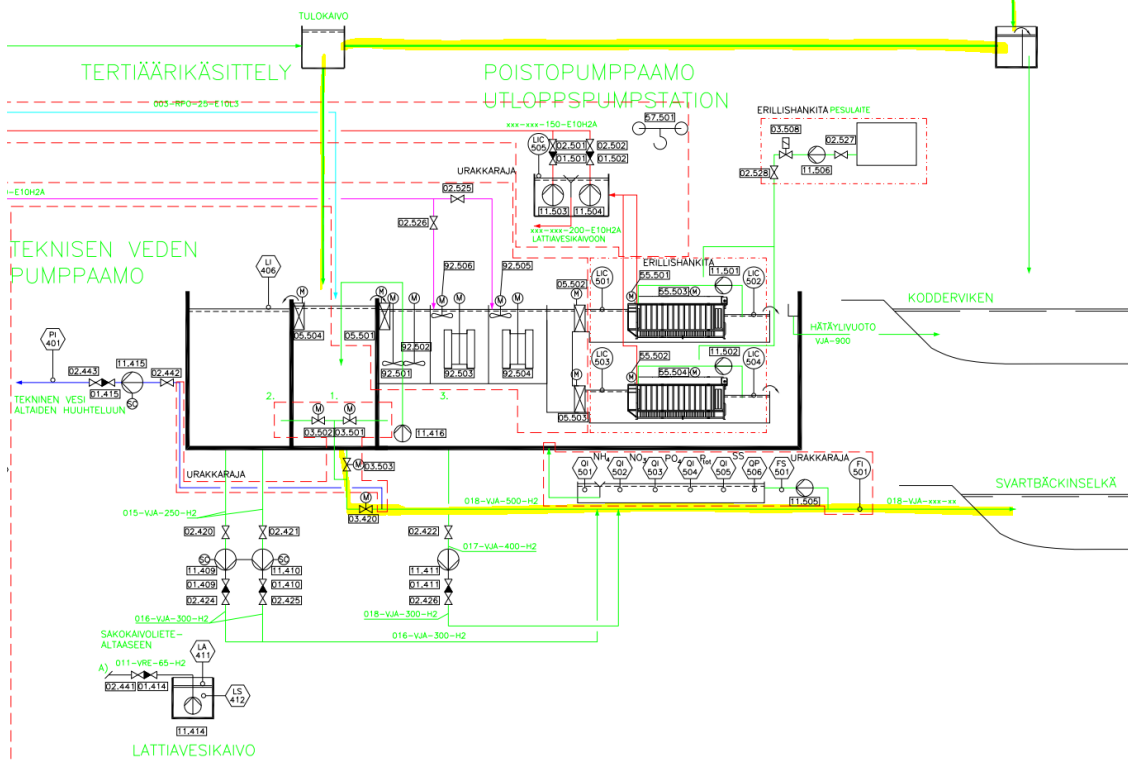 TULOKAIVO
TERTIÄÄRIKÄSITTELY
POISTOPUMPPAAMO
UTLOPPSPUMPSTATION
003-RFO-25-E10L3
xxx-xxx-150-E10H2A
57.501
ERILLISHANKITA PESULAITE
03.508
02.527
11.506
02.528
LIC 505
02.501
02.502
01.501
01.502
URAKKARAJA
11.503
11.504
xxx-xxx-200-E10H2A
LATTIAVESIKAIVOON
-E10H2A
02.525
02.526
TEKNISEN VEDEN
PUMPPAAMO
LI 406
92.506
92.505
05.502
ERILLISHANKITA
LIC 501
55.501
11.501
55.503
M
LIC 502
KODDERVIKEN
HÄTÄYLIVUOTO
VJA-900
05.504
05.501
92.502
92.501
92.503
92.504
LIC 503
55.502
11.502
55.504
M
LIC 504
05.503
PI 401
11.415
02.443
02.442
01.415
SC
TEKNINEN VESI
ALTAIDEN HUUHTELUUN
2.
1.
3.
M
M
03.502
03.501
11.416
URAKKARAJA
M
03.503
M
03.420
NH4
NO3
PO4
Ptot
SS
URAKKARAJA
QI 501
QI 502
QI 503
QI 504
QI 505
QP 506
FS 501
FI 501
11.505
SVARTBÄCKINSELKÄ
015-VJA-250-H2
018-VJA-500-H2
018-VJA-xxx-xx
02.420
02.421
02.422
017-VJA-400-H2
SC
SC
11.409
11.410
11.411
01.409
01.410
01.411
02.424
02.425
02.426
016-VJA-300-H2
018-VJA-300-H2
016-VJA-300-H2
SAKOKAIVOLIETE-
ALTAASEEN
A)
011-VRE-65-H2
LA 411
02.441
01.414
LS 412
11.414
LATTIAVESIKAIVO